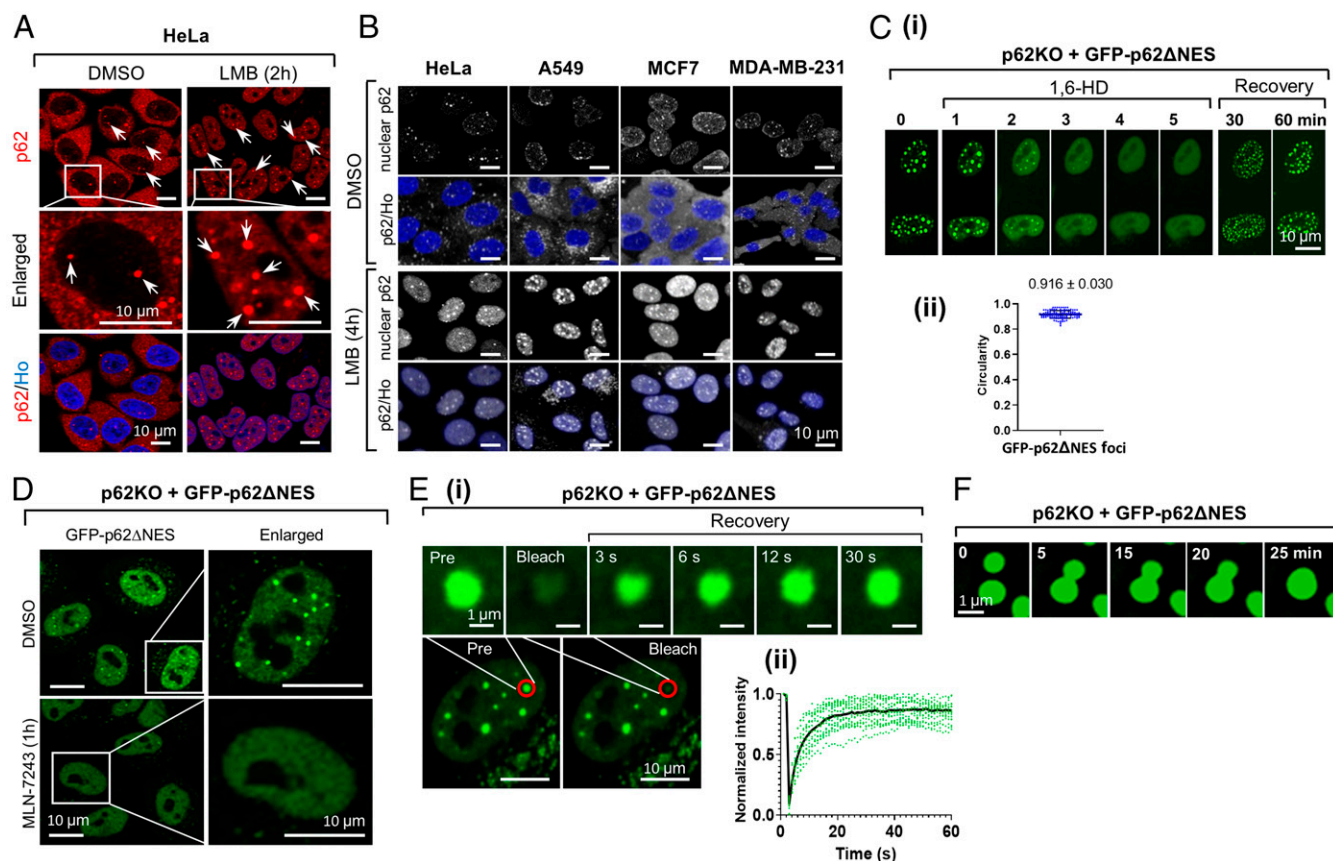 A
HeLa
DMSO LMB (2h)
p62
Enlarged
10 µm
p62/Ho
10 µm
B
HeLa A549 MCF7 MDA-MB-231
DMSO
nuclear p62
p62/Ho
LMB (4h)
nuclear p62
p62/Ho
10 µm
C (i)
p62KO + GFP-p62ΔNES
1,6-HD Recovery
0 1 2 3 4 5 30 60 min
10 µm
(ii)
0.916 ± 0.030
Circularity
1.0
0.8
0.6
0.4
0.2
0.0
GFP-p62ΔNES foci
D
p62KO + GFP-p62ΔNES
GFP-p62ΔNES Enlarged
DMSO
MLN-7243 (1h)
10 µm 10 µm
E (i)
p62KO + GFP-p62ΔNES
Recovery
Pre Bleach 3 s 6 s 12 s 30 s
1 µm
Pre Bleach
10 µm
(ii)
Normalized intensity
1.0
0.5
0.0
0 20 40 60
Time (s)
F
p62KO + GFP-p62ΔNES
0 5 15 20 25 min
1 µm